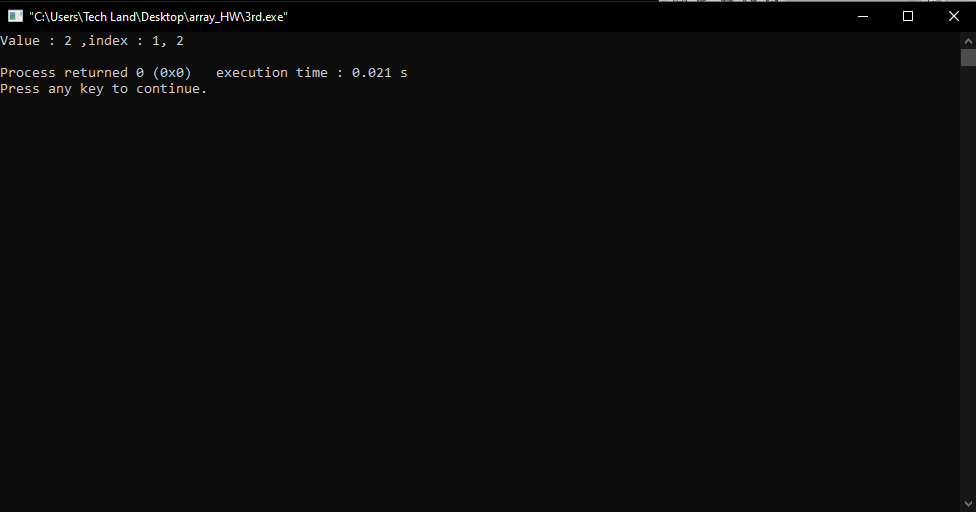 "C:\Users\Tech Land\Desktop\array_HW\3rd.exe"
Value : 2 ,index : 1, 2
Process returned 0 (0x0)   execution time : 0.021 s
Press any key to continue.